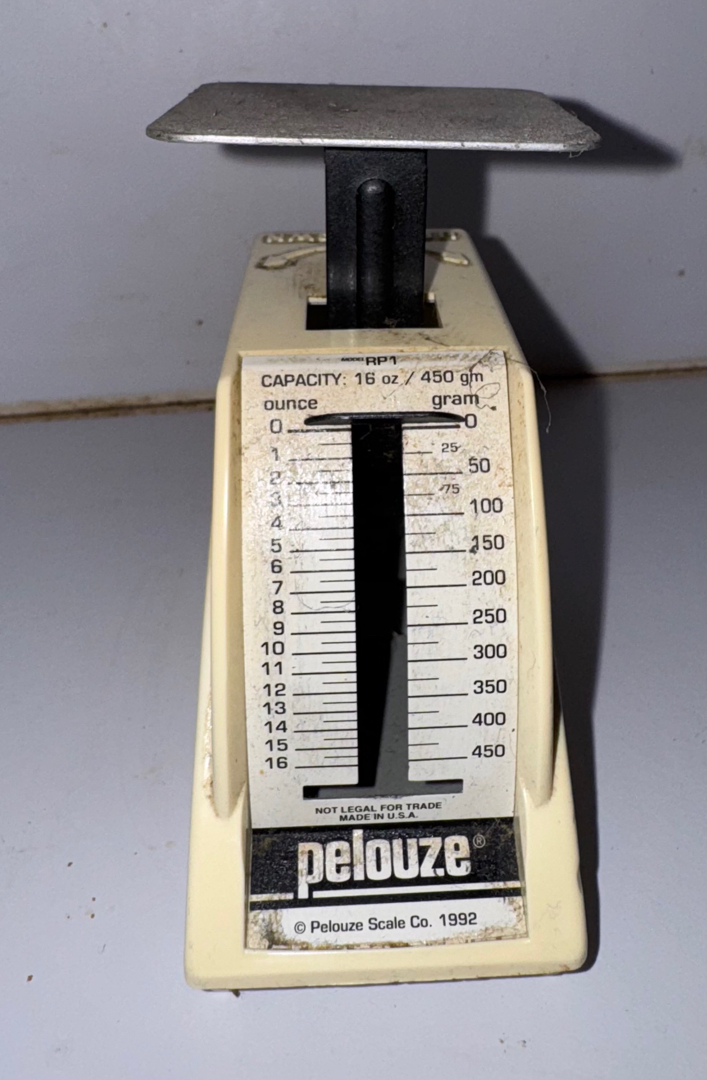 MODEL RP1
CAPACITY: 16 oz / 450 gm
ounce gram
0 0
1 25
2 50
3 75
4 100
5 150
6
7 200
8
9 250
10 300
11
12 350
13
14 400
15 450
16
NOT LEGAL FOR TRADE
MADE IN U.S.A.
pelouze®
© Pelouze Scale Co. 1992